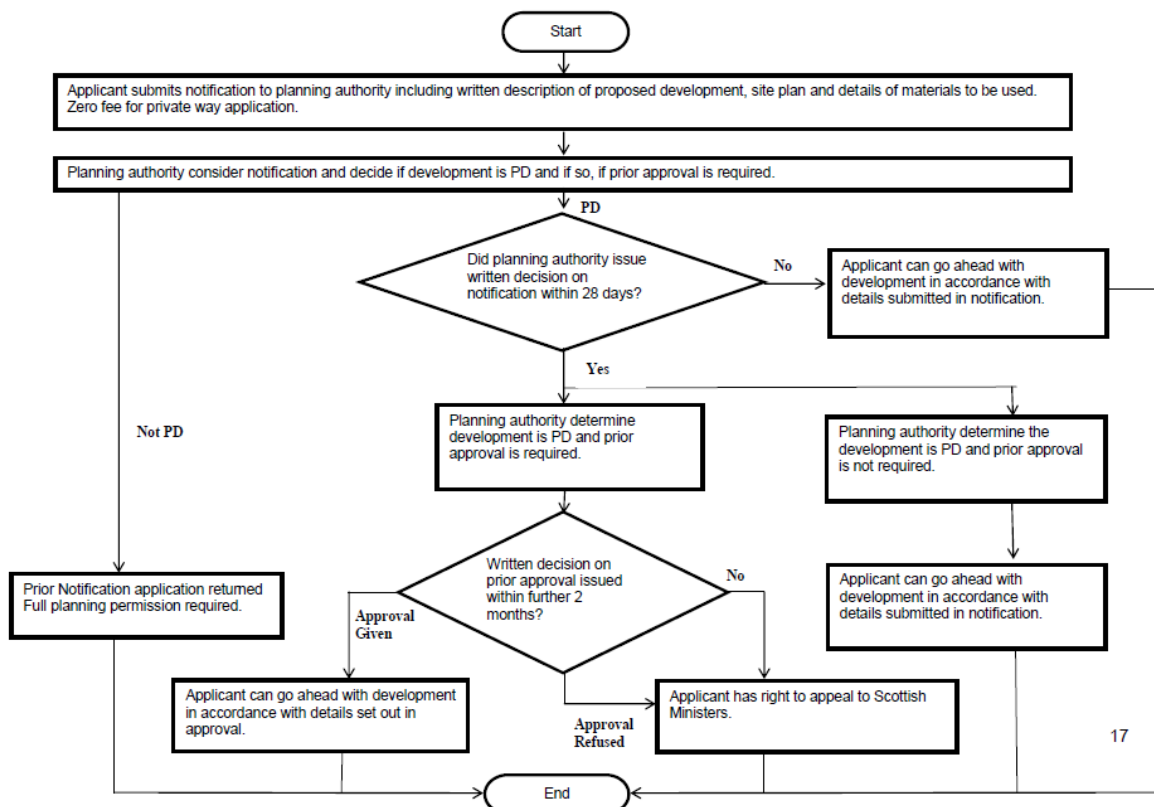 Start
Applicant submits notification to planning authority including written description of proposed development, site plan and details of materials to be used.
Zero fee for private way application.
Planning authority consider notification and decide if development is PD and if so, if prior approval is required.
PD
Did planning authority issue
written decision on
notification within 28 days?
No
Applicant can go ahead with
development in accordance with
details submitted in notification.
Yes
Not PD
Planning authority determine
development is PD and prior
approval is required.
Planning authority determine the
development is PD and prior approval
is not required.
Written decision on
prior approval issued
within further 2
months?
No
Approval
Given
Prior Notification application returned
Full planning permission required.
Applicant can go ahead with
development in accordance with
details submitted in notification.
Applicant can go ahead with development
in accordance with details set out in
approval.
Approval
Refused
Applicant has right to appeal to Scottish
Ministers.
17
End